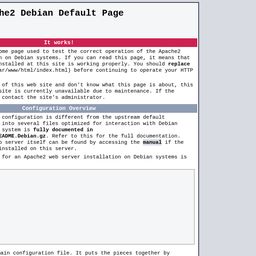 he2 Debian Default Page
It works!
ome page used to test the correct operation of the Apache2
n on Debian systems. If you can read this page, it means that
nstalled at this site is working properly. You should replace
ar/www/html/index.html) before continuing to operate your HTTP
of this web site and don't know what this page is about, this
site is currently unavailable due to maintenance. If the
contact the site's administrator.
Configuration Overview
configuration is different from the upstream default
into several files optimized for interaction with Debian
system is fully documented in
EADME.Debian.gz. Refer to this for the full documentation.
b server itself can be found by accessing the manual if the
installed on this server.
for an Apache2 web server installation on Debian systems is
ain configuration file. It puts the pieces together by